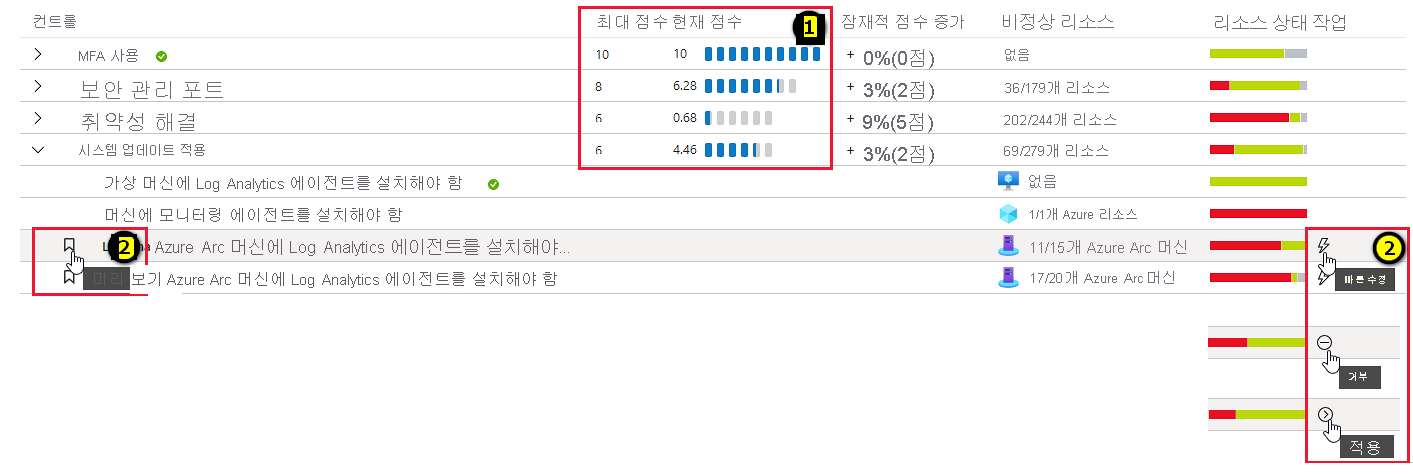 컨트롤 최대 점수 현재 점수 1 잠재적 점수 증가 비정상 리소스 리소스 상태 작업
MFA 사용 10 10 + 0%(0점) 없음
보안 관리 포트 8 6.28 + 3%(2점) 36/179개 리소스
취약성 해결 6 0.68 + 9%(5점) 202/244개 리소스
시스템 업데이트 적용 6 4.46 + 3%(2점) 69/279개 리소스
가상 머신에 Log Analytics 에이전트를 설치해야 함 없음
머신에 모니터링 에이전트를 설치해야 함 1/1개 Azure 리소스
2 Azure Arc 머신에 Log Analytics 에이전트를 설치해야... 11/15개 Azure Arc 머신 2
미리 보기 Azure Arc 머신에 Log Analytics 에이전트를 설치해야 함 17/20개 Azure Arc 머신 빠른 수정
거부
적용